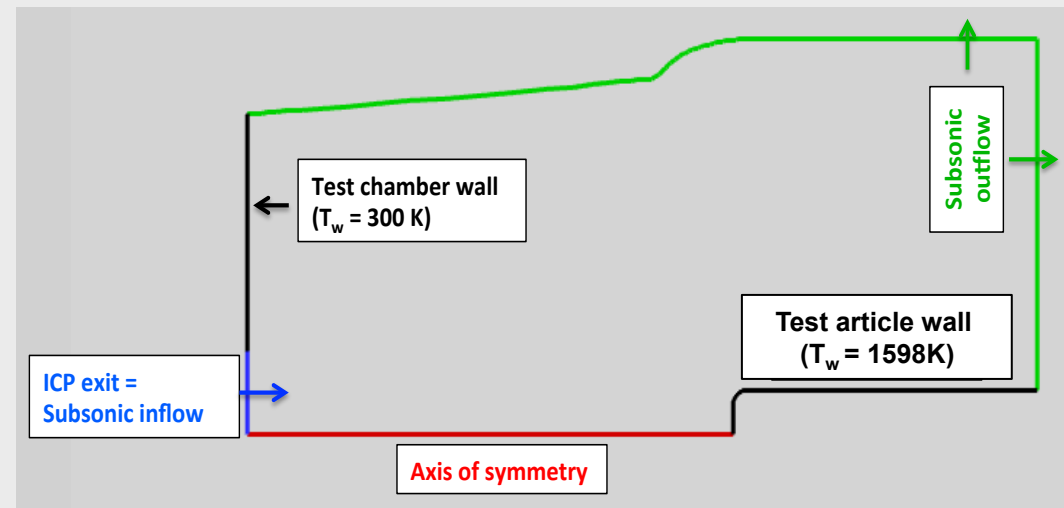 Subsonic
outflow
Test chamber wall
(Tw = 300 K)
Test article wall
(Tw = 1598K)
ICP exit =
Subsonic inflow
Axis of symmetry